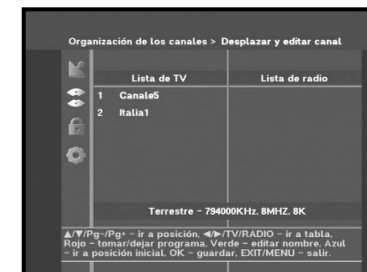 Organización de los canales > Desplazar y editar canal
Lista de TV
Lista de radio
1 Canale5
2 Italia1
Terrestre - 794000KHz, 8MHZ, 8K
▲/▼/Pg-/Pg+ - ir a posición, ◀/▶/TV/RADIO - ir a tabla,
Rojo - tomar/dejar programa, Verde - editar nombre, Azul
- ir a posición inicial, OK - guardar, EXIT/MENU - salir.